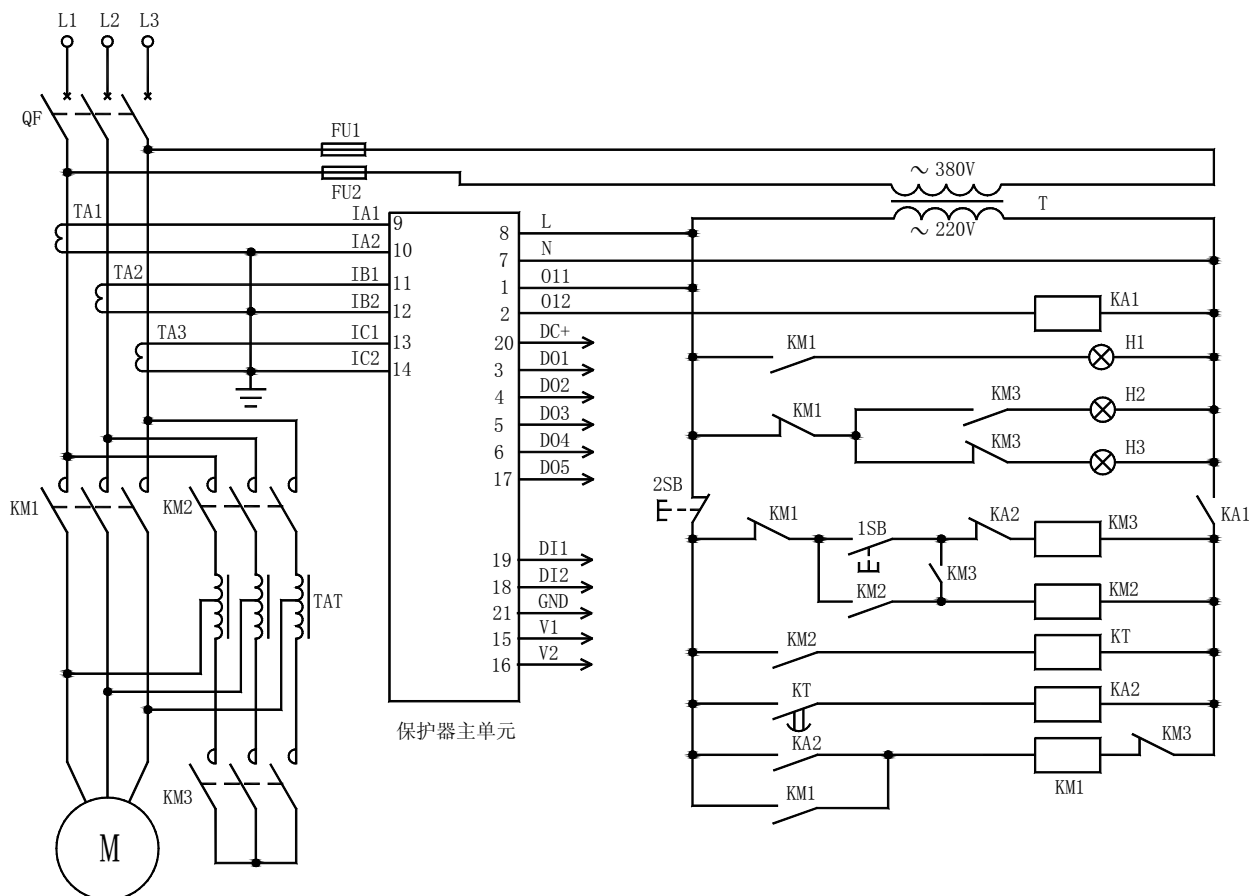 L1 L2 L3
QF
FU1
FU2
～380V
T
～220V
TA1
IA1
9
IA2
10
TA2
IB1
11
IB2
12
TA3
IC1
13
IC2
14
8 L
7 N
1 O11
2 O12
20 DC+
3 DO1
4 DO2
5 DO3
6 DO4
17 DO5
19 DI1
18 DI2
21 GND
15 V1
16 V2
保护器主单元
KA1
KM1 H1
KM1 KM3 H2
KM3 H3
2SB
KA1
KM1 1SB KA2 KM3
KM3
KM2 KM2
KM2 KT
KT KA2
KA2 KM3
KM1
KM1
KM1 KM2
TAT
KM3
M